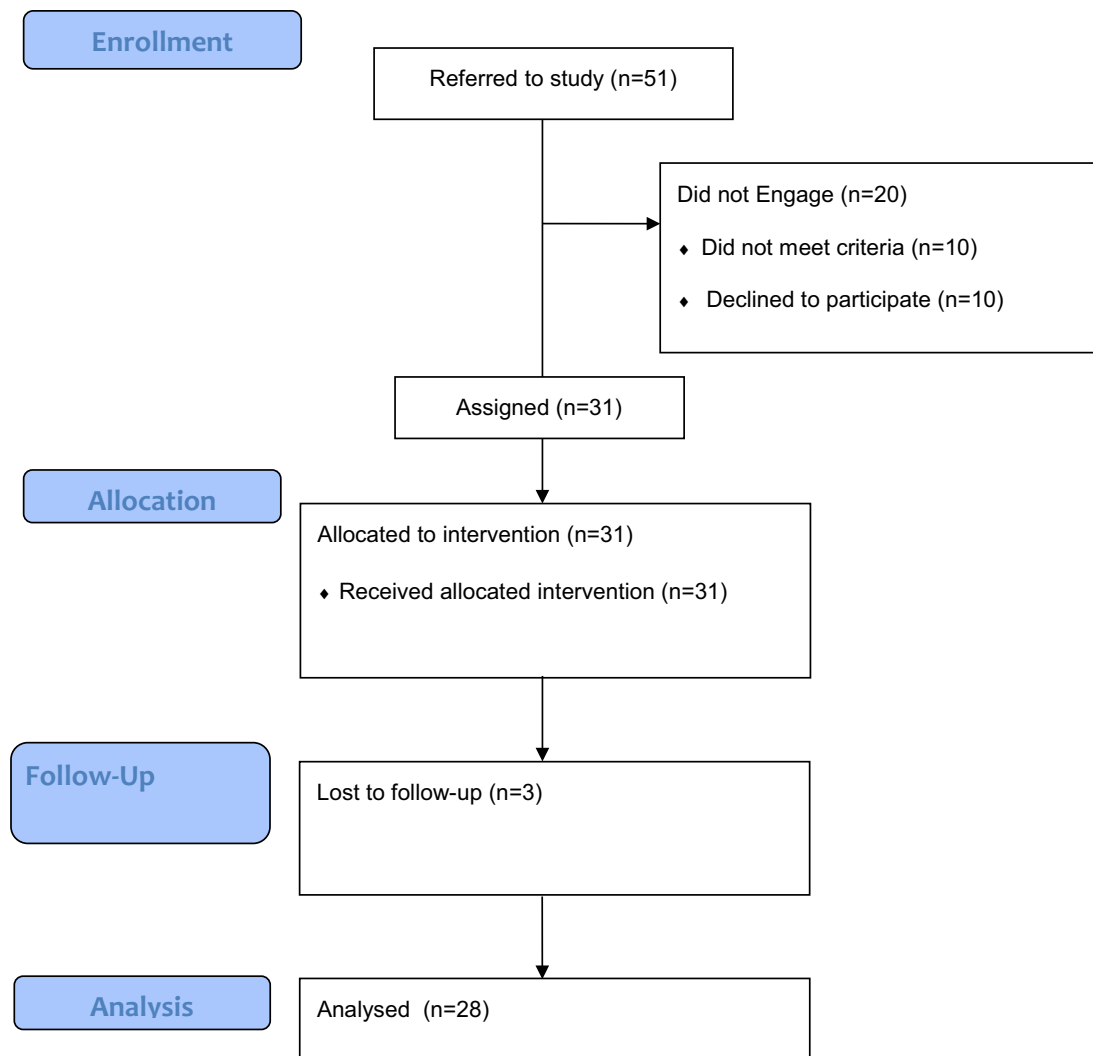 Enrollment
Referred to study (n=51)
Did not Engage (n=20)
♦ Did not meet criteria (n=10)
♦ Declined to participate (n=10)
Assigned (n=31)
Allocation
Allocated to intervention (n=31)
♦ Received allocated intervention (n=31)
Follow-Up
Lost to follow-up (n=3)
Analysis
Analysed (n=28)